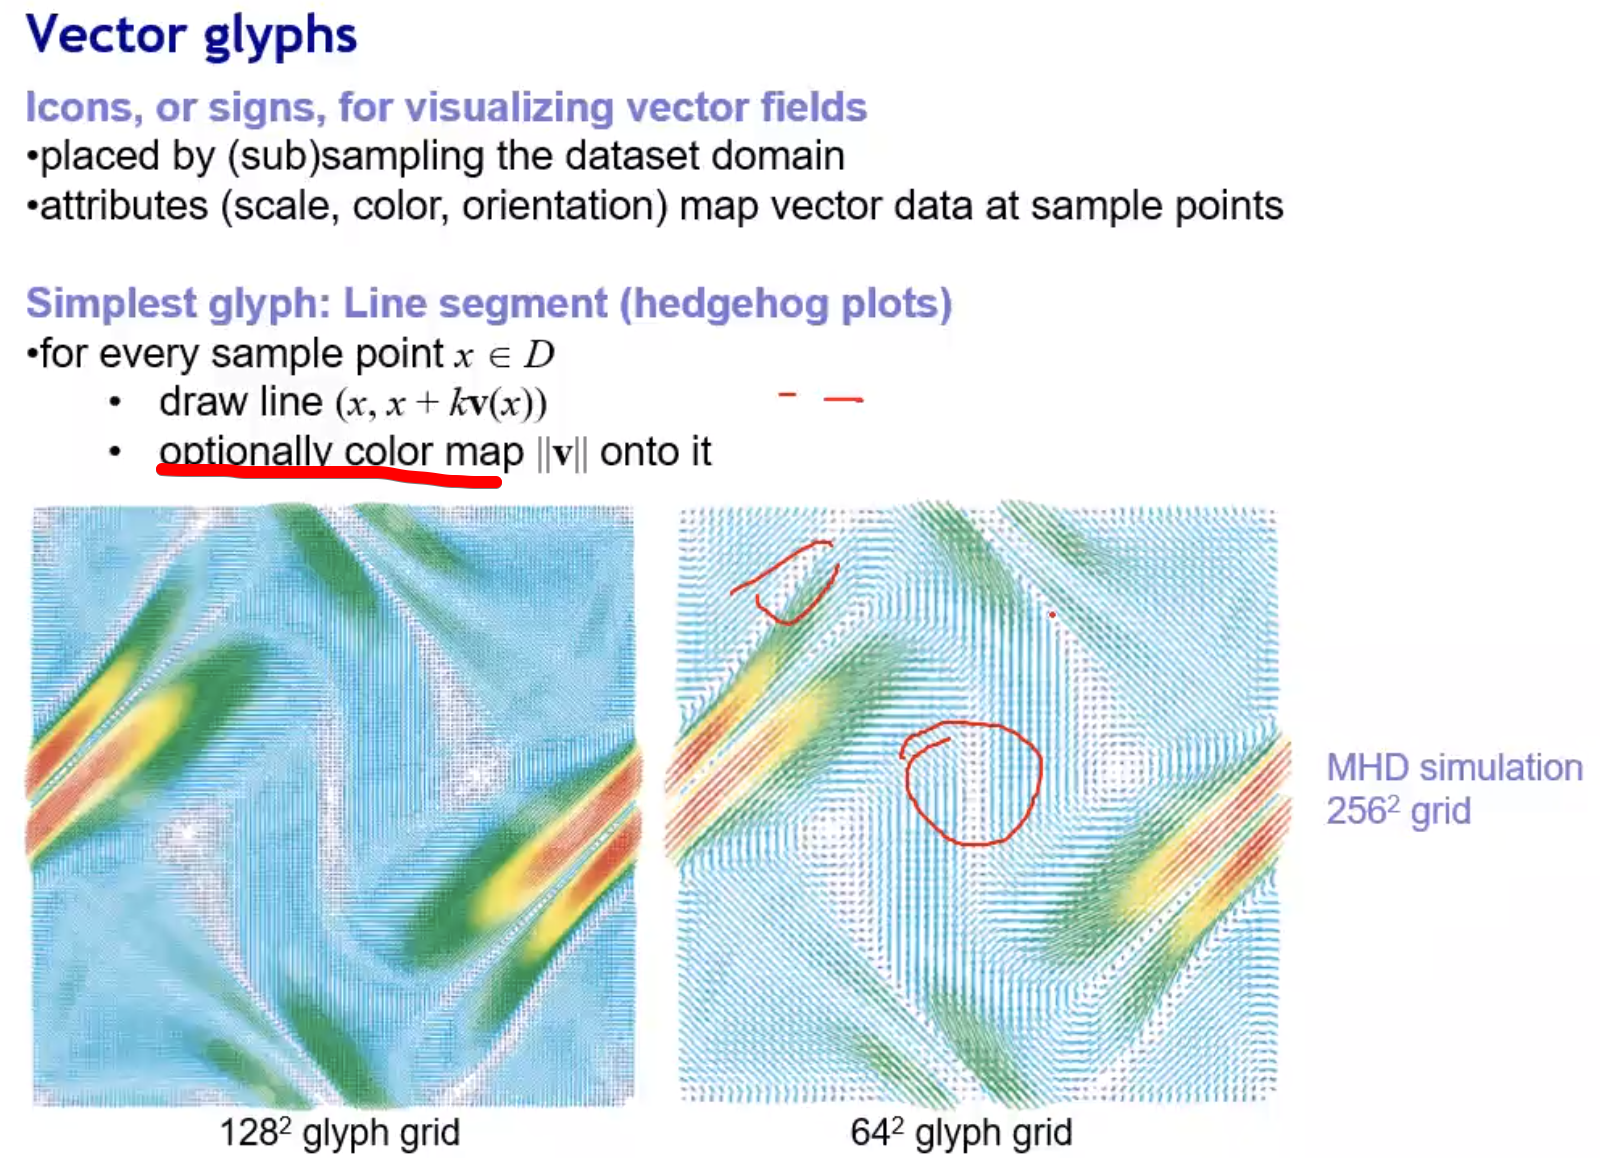 Vector glyphs
Icons, or signs, for visualizing vector fields
•placed by (sub)sampling the dataset domain
•attributes (scale, color, orientation) map vector data at sample points
Simplest glyph: Line segment (hedgehog plots)
•for every sample point x ∈ D
• draw line (x, x + kv(x))
• optionally color map ||v|| onto it
MHD simulation
256² grid
128² glyph grid
64² glyph grid